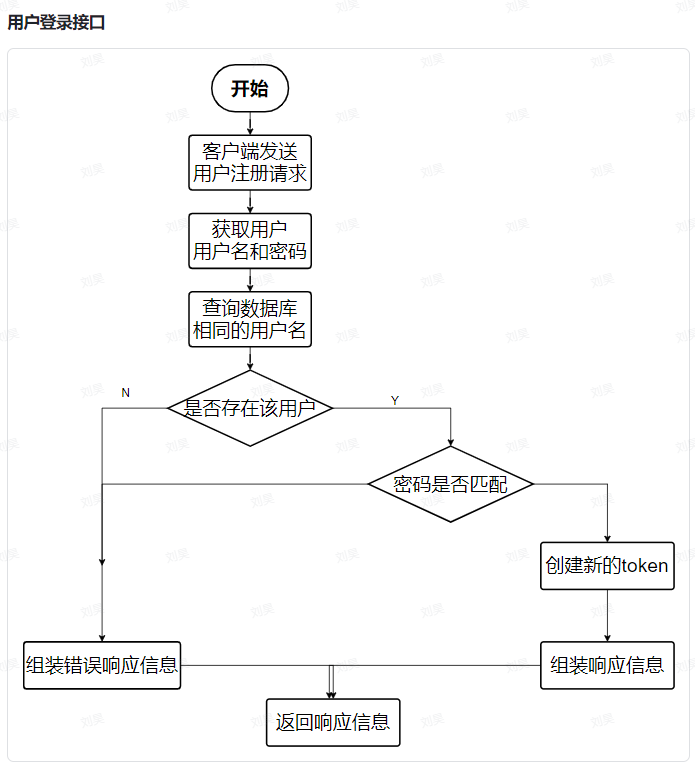 用户登录接口
开始
客户端发送
用户注册请求
获取用户
用户名和密码
查询数据库
相同的用户名
是否存在该用户
N
Y
密码是否匹配
创建新的token
组装错误响应信息
组装响应信息
返回响应信息
刘昊